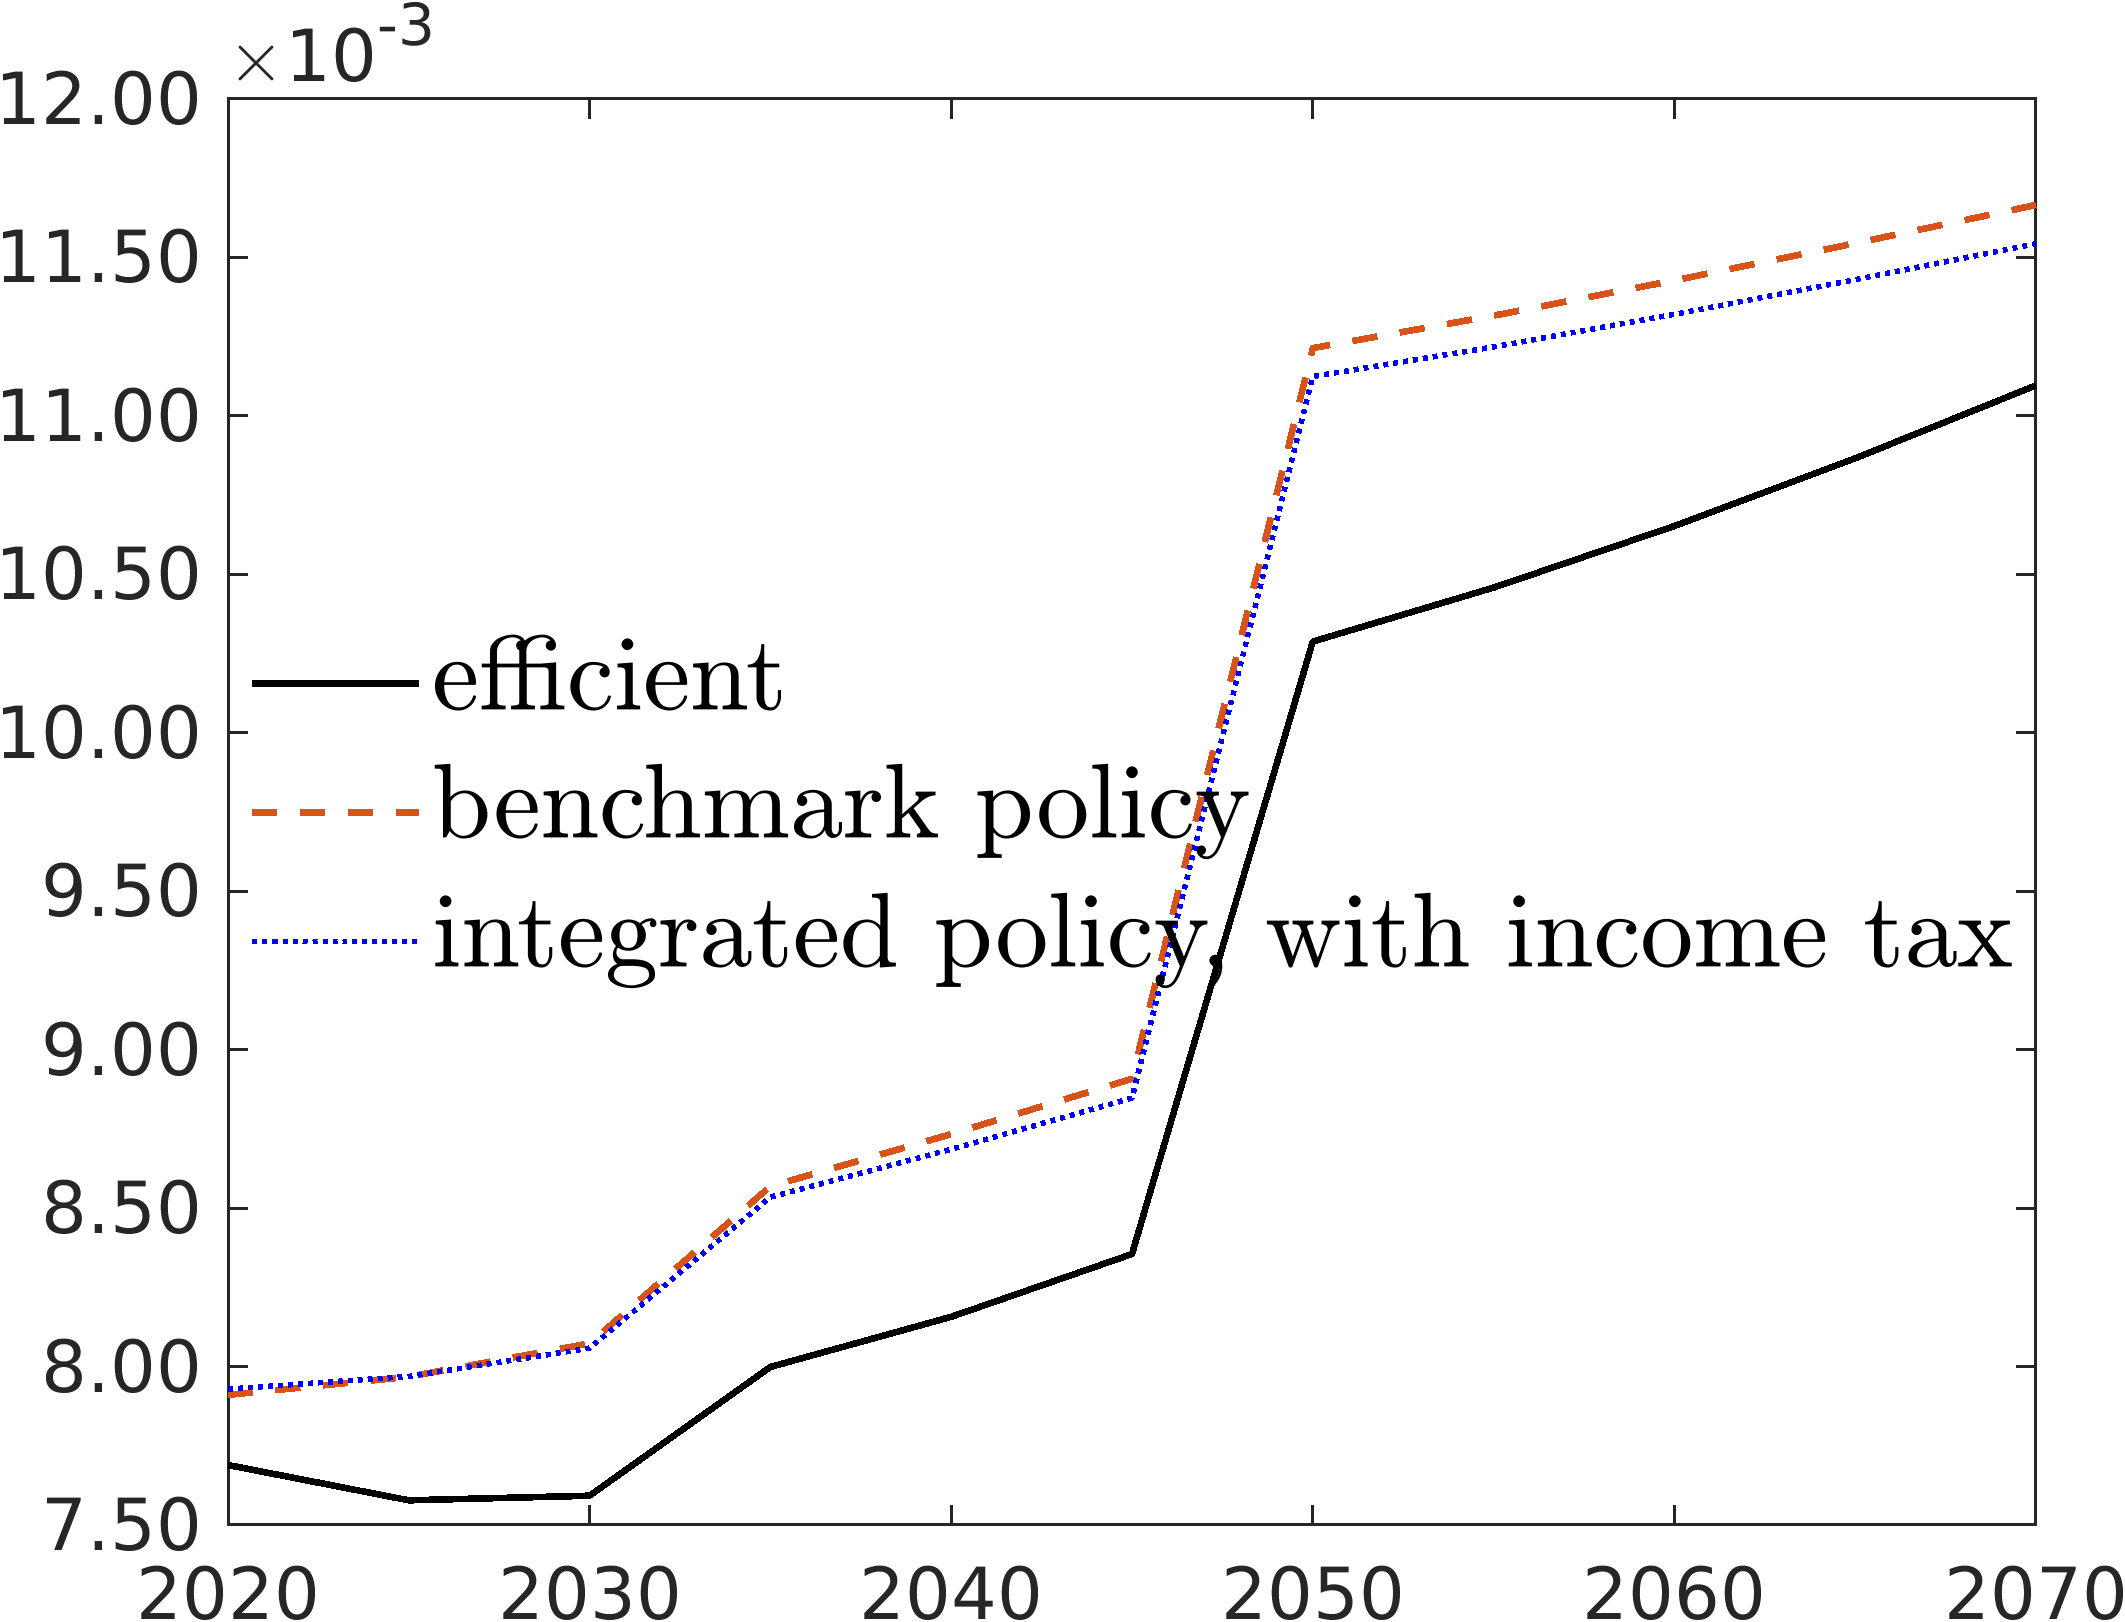 ×10-3
12.00
11.50
11.00
10.50
10.00
9.50
9.00
8.50
8.00
7.50
efficient
benchmark policy
integrated policy, with income tax
2020 2030 2040 2050 2060 2070